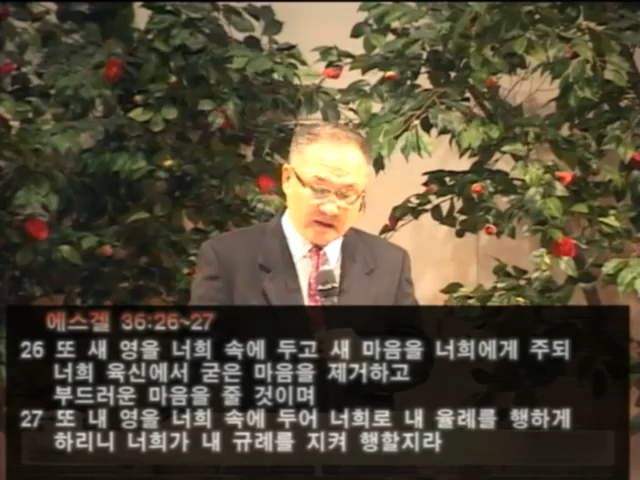 에스겔 36:26~27
26 또 새 영을 너희 속에 두고 새 마음을 너희에게 주되
너희 육신에서 굳은 마음을 제거하고
부드러운 마음을 줄 것이며
27 또 내 영을 너희 속에 두어 너희로 내 율례를 행하게
하리니 너희가 내 규례를 지켜 행할지라